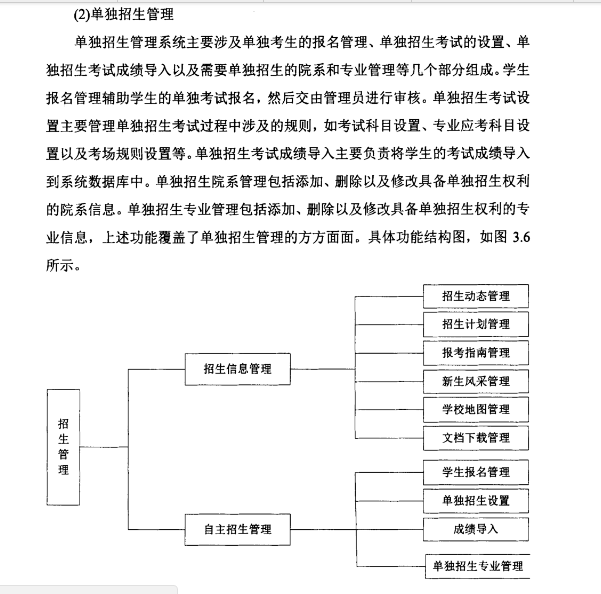 (2)单独招生管理
单独招生管理系统主要涉及单独考生的报名管理、单独招生考试的设置、单
独招生考试成绩导入以及需要单独招生的院系和专业管理等几个部分组成。学生
报名管理辅助学生的单独考试报名，然后交由管理员进行审核。单独招生考试设
置主要管理单独招生考试过程中涉及的规则，如考试科目设置、专业应考科目设
置以及考场规则设置等。单独招生考试成绩导入主要负责将学生的考试成绩导入
到系统数据库中。单独招生院系管理包括添加、删除以及修改具备单独招生权利
的院系信息。单独招生专业管理包括添加、删除以及修改具备单独招生权利的专
业信息，上述功能覆盖了单独招生管理的方方面面。具体功能结构图，如图 3.6
所示。
招生管理
招生信息管理
招生动态管理
招生计划管理
报考指南管理
新生风采管理
学校地图管理
文档下载管理
自主招生管理
学生报名管理
单独招生设置
成绩导入
单独招生专业管理